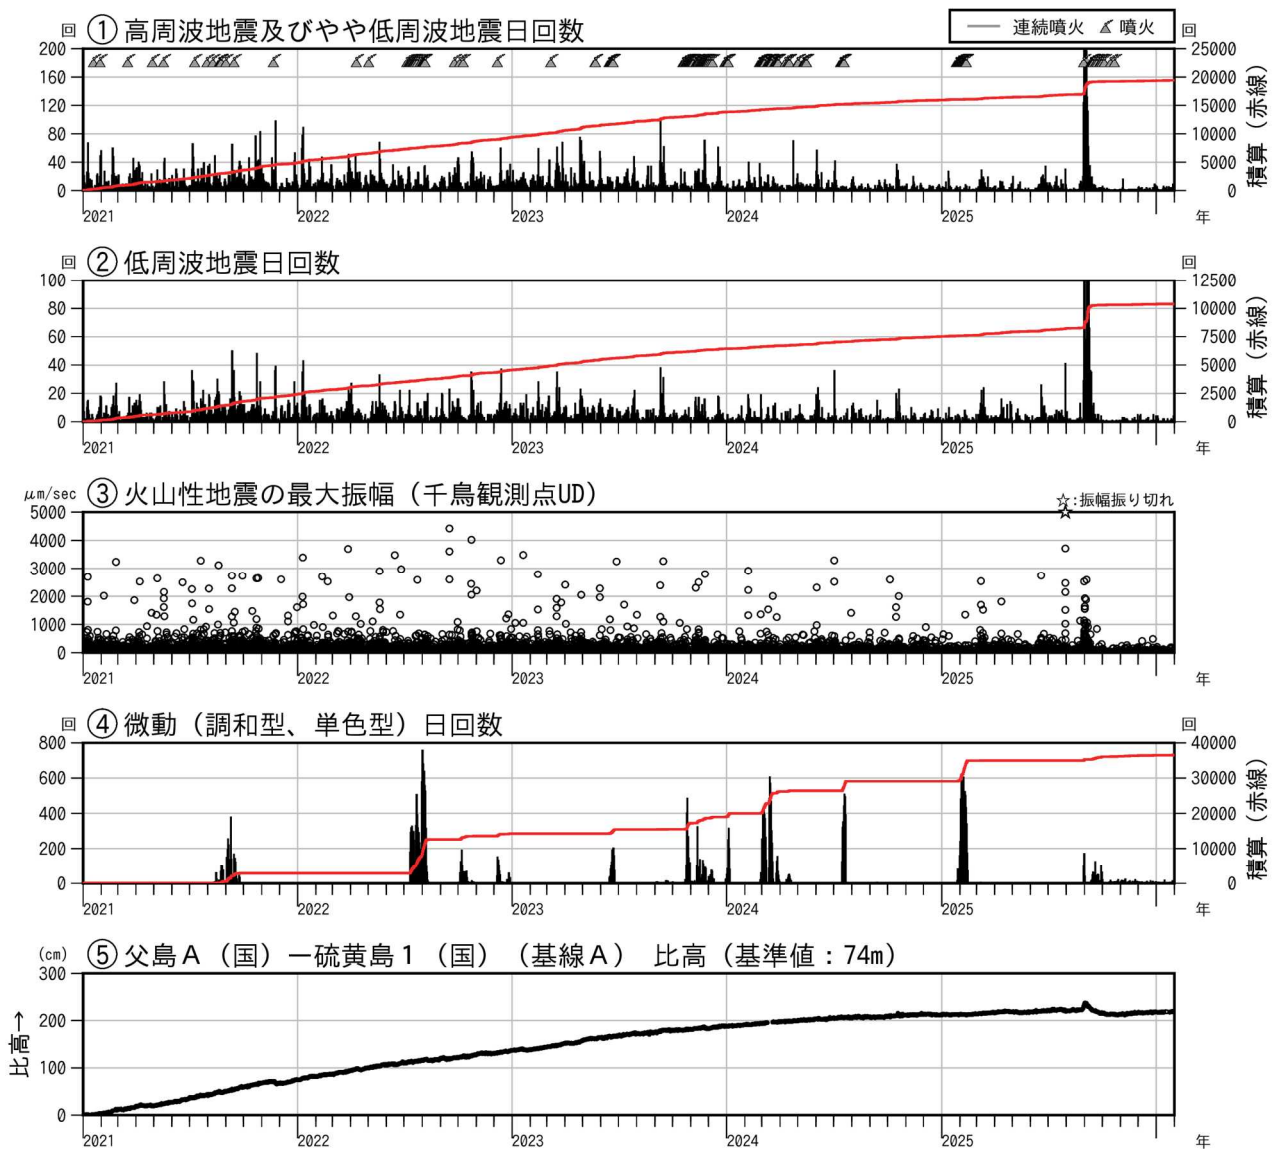 回 ①高周波地震及びやや低周波地震日回数 回
連続噴火 噴火
200 25000
160 20000
120 15000
80 10000
40 5000
0 0
積算（赤線）
2021 2022 2023 2024 2025 年
回 ②低周波地震日回数 回
100 12500
80 10000
60 7500
40 5000
20 2500
0 0
積算（赤線）
2021 2022 2023 2024 2025 年
μm/sec ③火山性地震の最大振幅（千鳥観測点UD）
☆:振幅振り切れ
5000
4000
3000
2000
1000
0
2021 2022 2023 2024 2025 年
回 ④微動（調和型、単色型）日回数 回
800 40000
600 30000
400 20000
200 10000
0 0
積算（赤線）
2021 2022 2023 2024 2025 年
(cm) ⑤父島A（国）—硫黄島1（国）（基線A） 比高（基準値：74m）
300
200
100
0
比高→
2021 2022 2023 2024 2025 年